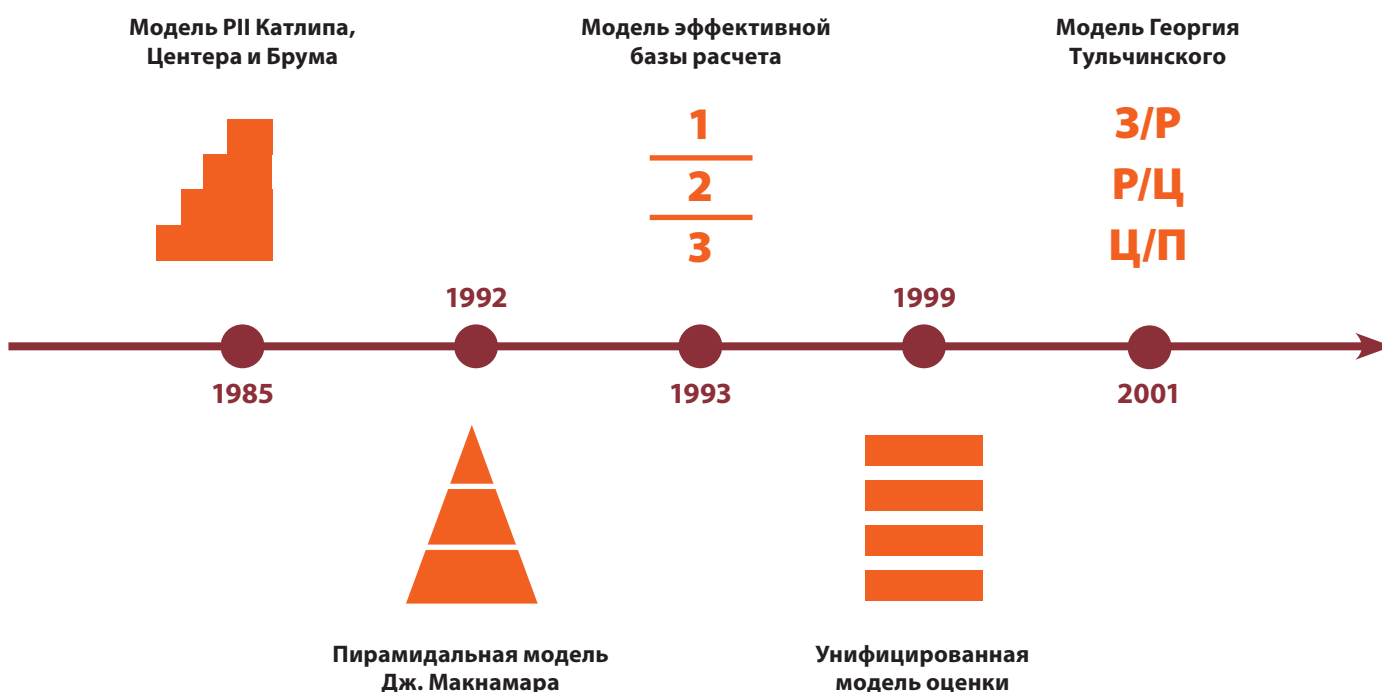 Модель PII Катлипа,
Центера и Брума
Модель эффективной
базы расчета
Модель Георгия
Тульчинского
1
2
3
З/Р
Р/Ц
Ц/П
1992
1999
1985
1993
2001
Пирамидальная модель
Дж. Макнамара
Унифицированная
модель оценки